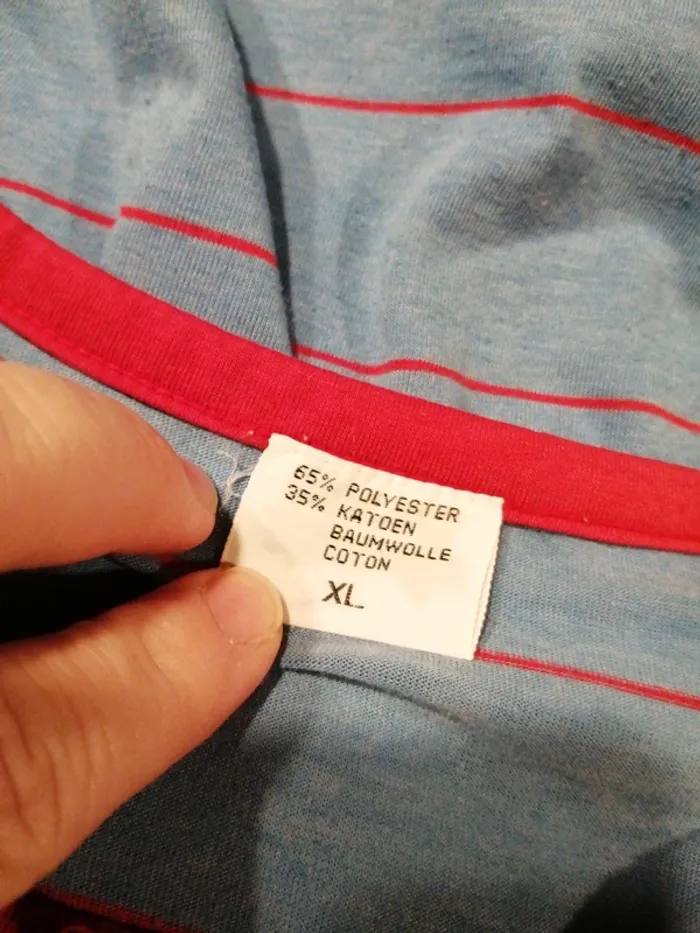 65% POLYESTER
35% KATOEN
BAUMWOLLE
COTON
XL